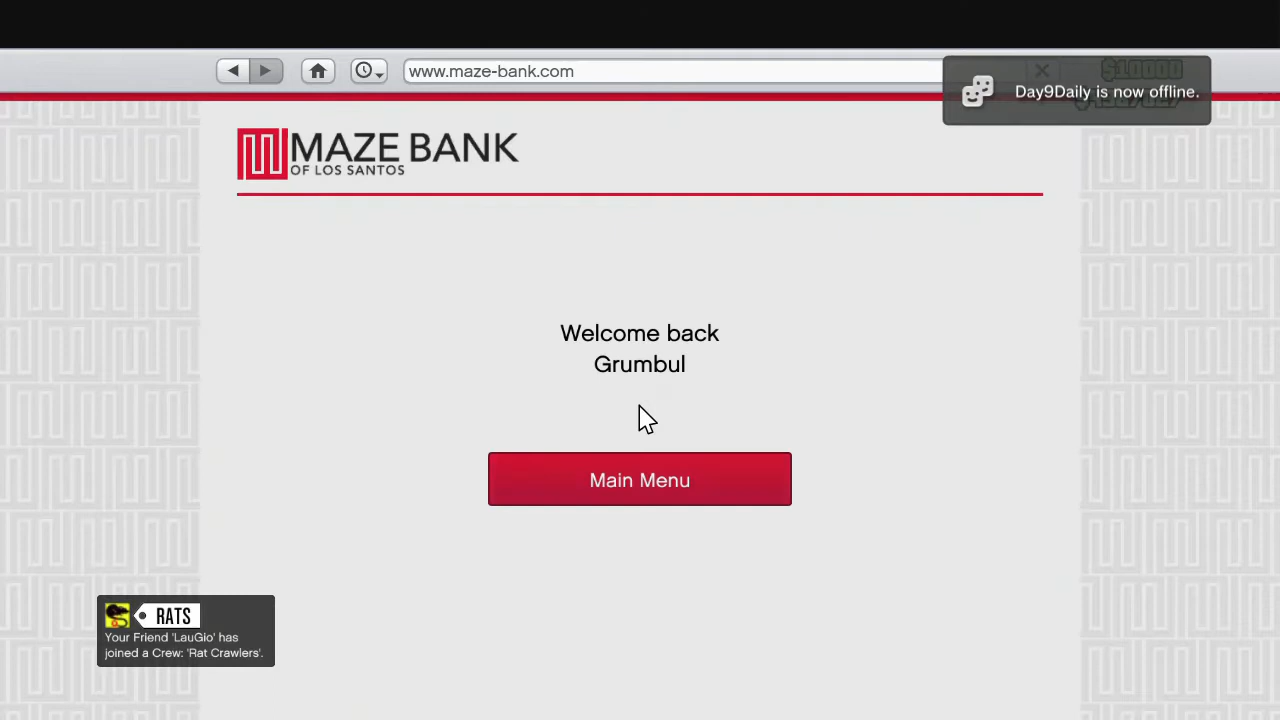 www.maze-bank.com
$10000
Day9Daily is now offline.
MAZE BANK
OF LOS SANTOS
Welcome back
Grumbul
Main Menu
RATS
Your Friend 'LauGio' has
joined a Crew: 'Rat Crawlers'.